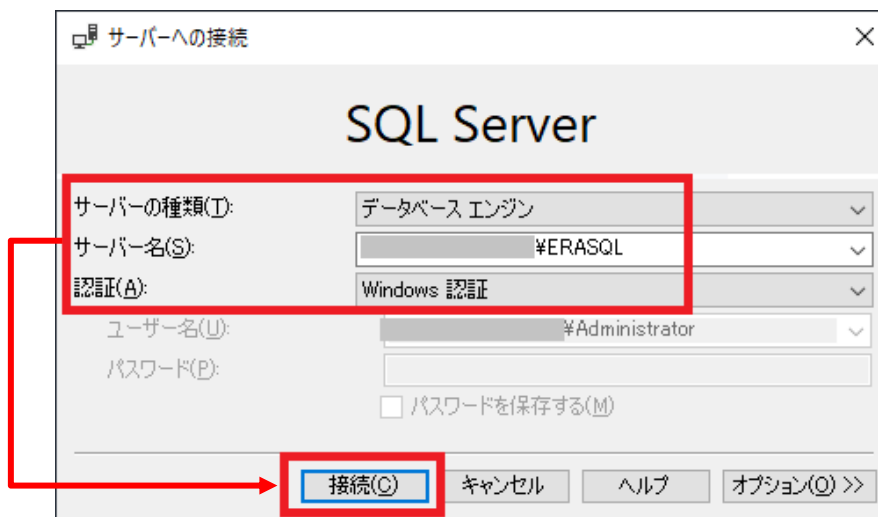 サーバーへの接続
SQL Server
サーバーの種類(T): データベース エンジン
サーバー名(S): ¥ERASQL
認証(A): Windows 認証
ユーザー名(U): ¥Administrator
パスワード(P):
パスワードを保存する(M)
接続(C) キャンセル ヘルプ オプション(O) >>